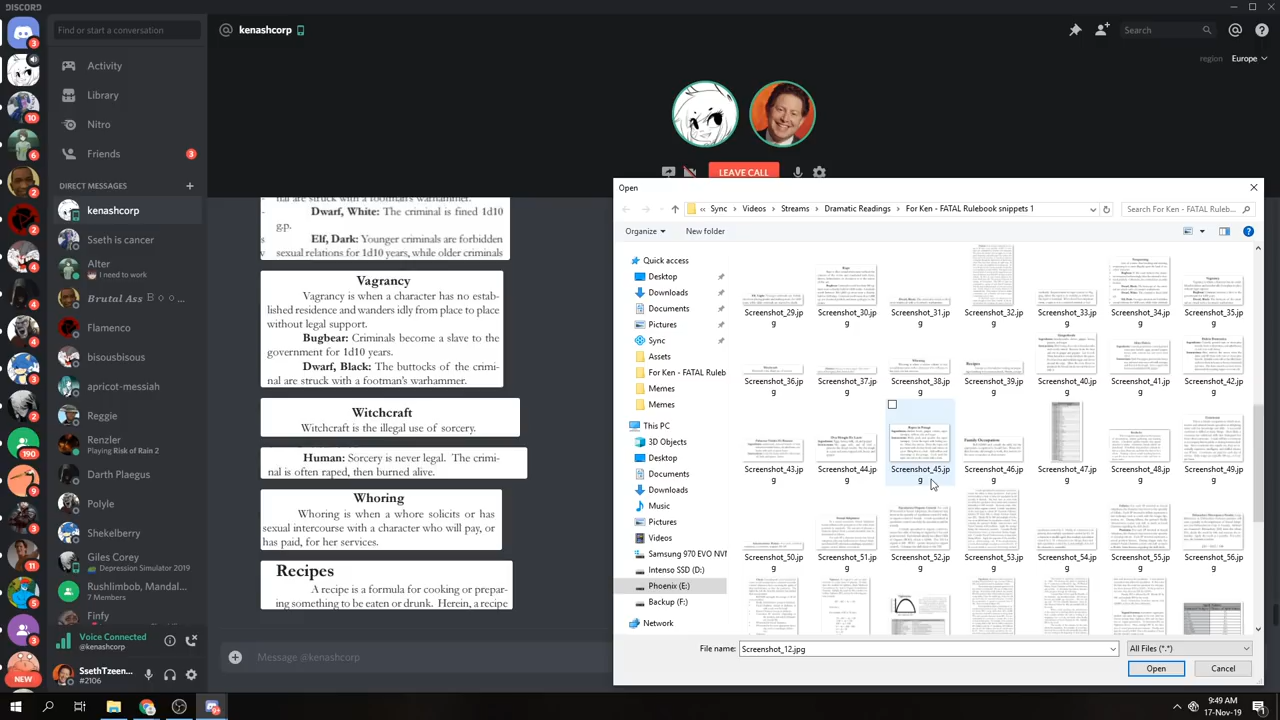 DISCORD
Find or start a conversation
@ kenashcorp
Search
region Europe
Activity
Library
Nitro
Friends 3
DIRECT MESSAGES
kenashcorp
Seth is cancer
Alter
ok I need to work
Flamenco
bisousbisous
apricot-messiah
Reggie
Renzler
Darth Plagueis
Depression Simulator 2019
Rushlimbtoh Mandal...
Members
Voice Connected
@kenashcorp
#2106
NEW
LEAVE CALL
nal are struck with a footman's warhammer.
Dwarf, White: The criminal is fined 1d10
g.p.
Elf, Dark: Younger criminals are forbidden
sexual relations for 1d10 years, while older criminals
Vagrancy
Vagrancy is when a character has no estab-
lished residence and wanders idly from place to place
without legal support.
Bugbear: Criminals become a slave to the
government for 1d10 years.
Dwarf, Black: The buttocks of the crimi-
nal are struck with a footman's warhammer.
Witchcraft
Witchcraft is the illegal use of sorcery.
Human: Sorcery is never legal. The crimi-
nal is often raped, then burned alive.
Whoring
Whoring is when a whore solicits or has
sexual intercourse with a character who will pay, or
has paid for her services.
Recipes
A recipe is a formula for cooking or prepar-
ing something to be eaten or drunk. Herein, a recipe
Message @kenashcorp
Open
Sync > Videos > Streams > Dramatic Readings > For Ken - FATAL Rulebook snippets 1
Search For Ken - FATAL Ruleb...
Organize
New folder
Quick access
Desktop
Downloads
Documents
Pictures
Sync
Assets
For Ken - FATAL Ruleb
Memes
Memes
This PC
3D Objects
Desktop
Documents
Downloads
Music
Pictures
Videos
Samsung 970 EVO NVI
Intenso SSD (D:)
Phoenix (E:)
Backup (F:)
Network
Screenshot_29.jpg
Screenshot_30.jpg
Screenshot_31.jpg
Screenshot_32.jpg
Screenshot_33.jpg
Screenshot_34.jpg
Screenshot_35.jpg
Screenshot_36.jpg
Screenshot_37.jpg
Screenshot_38.jpg
Screenshot_39.jpg
Screenshot_40.jpg
Screenshot_41.jpg
Screenshot_42.jpg
Screenshot_43.jpg
Screenshot_44.jpg
Screenshot_45.jpg
Screenshot_46.jpg
Screenshot_47.jpg
Screenshot_48.jpg
Screenshot_49.jpg
Screenshot_50.jpg
Screenshot_51.jpg
Screenshot_52.jpg
Screenshot_53.jpg
Screenshot_54.jpg
Screenshot_55.jpg
Screenshot_56.jpg
File name: Screenshot_12.jpg
All Files (*.*)
Open
Cancel
9:49 AM
17-Nov-19